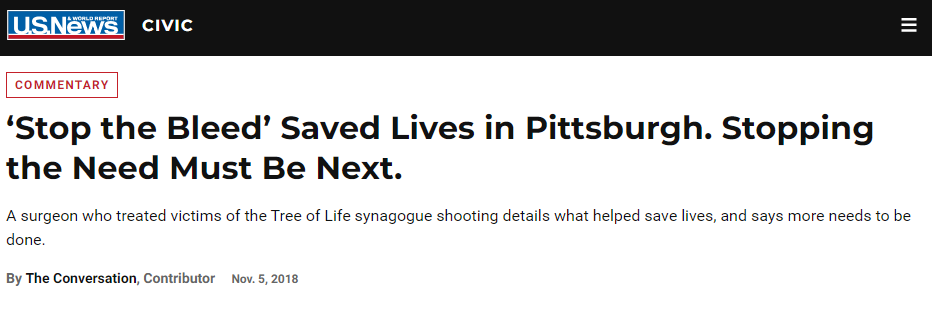 U.S.News & WORLD REPORT CIVIC
COMMENTARY
‘Stop the Bleed’ Saved Lives in Pittsburgh. Stopping
the Need Must Be Next.
A surgeon who treated victims of the Tree of Life synagogue shooting details what helped save lives, and says more needs to be
done.
By The Conversation, Contributor Nov. 5, 2018